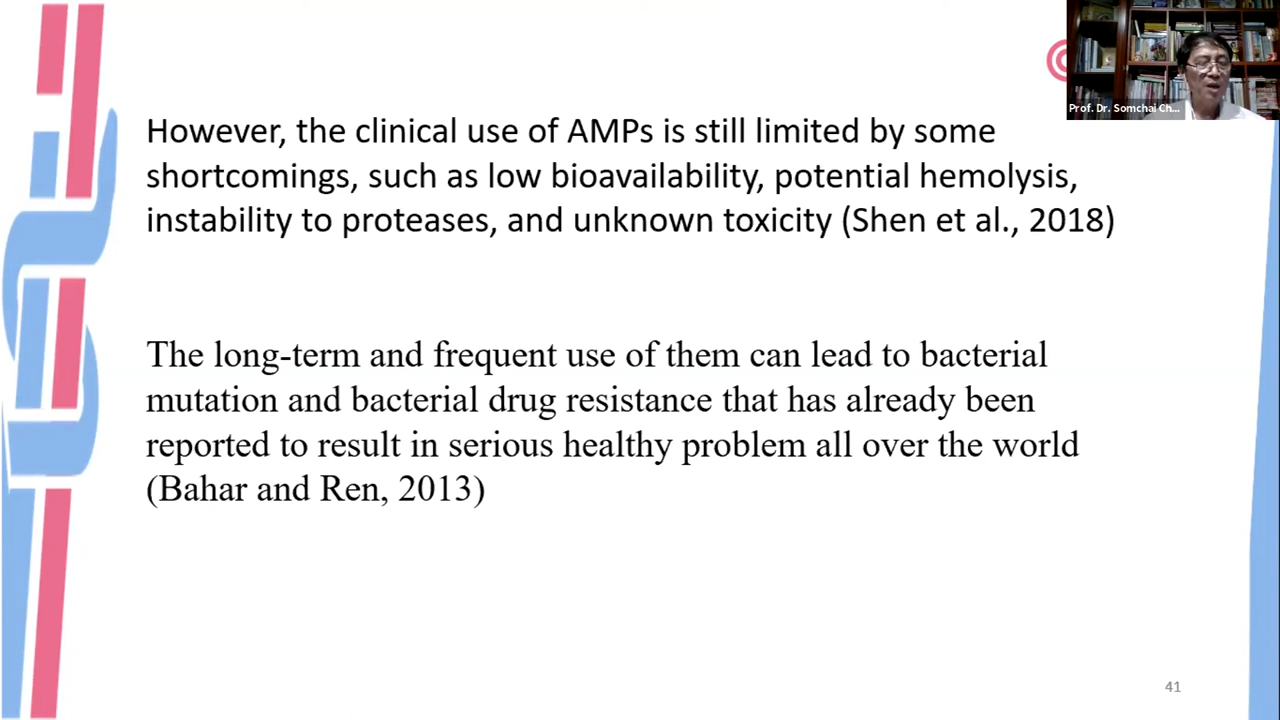 Prof. Dr. Somchai Ch...
However, the clinical use of AMPs is still limited by some
shortcomings, such as low bioavailability, potential hemolysis,
instability to proteases, and unknown toxicity (Shen et al., 2018)
The long-term and frequent use of them can lead to bacterial
mutation and bacterial drug resistance that has already been
reported to result in serious healthy problem all over the world
(Bahar and Ren, 2013)
41